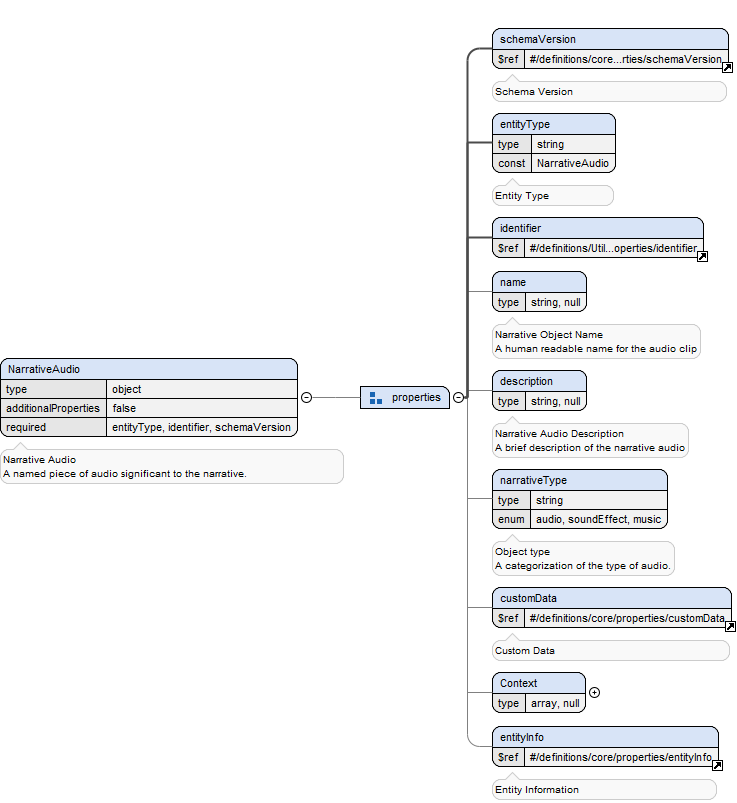 NarrativeAudio
type object
additionalProperties false
required entityType, identifier, schemaVersion
Narrative Audio
A named piece of audio significant to the narrative.
properties
schemaVersion
$ref #/definitions/core...rties/schemaVersion
Schema Version
entityType
type string
const NarrativeAudio
Entity Type
identifier
$ref #/definitions/Util...operties/identifier
name
type string, null
Narrative Object Name
A human readable name for the audio clip
description
type string, null
Narrative Audio Description
A brief description of the narrative audio
narrativeType
type string
enum audio, soundEffect, music
Object type
A categorization of the type of audio.
customData
$ref #/definitions/core/properties/customData
Custom Data
Context
type array, null
entityInfo
$ref #/definitions/core/properties/entityInfo
Entity Information